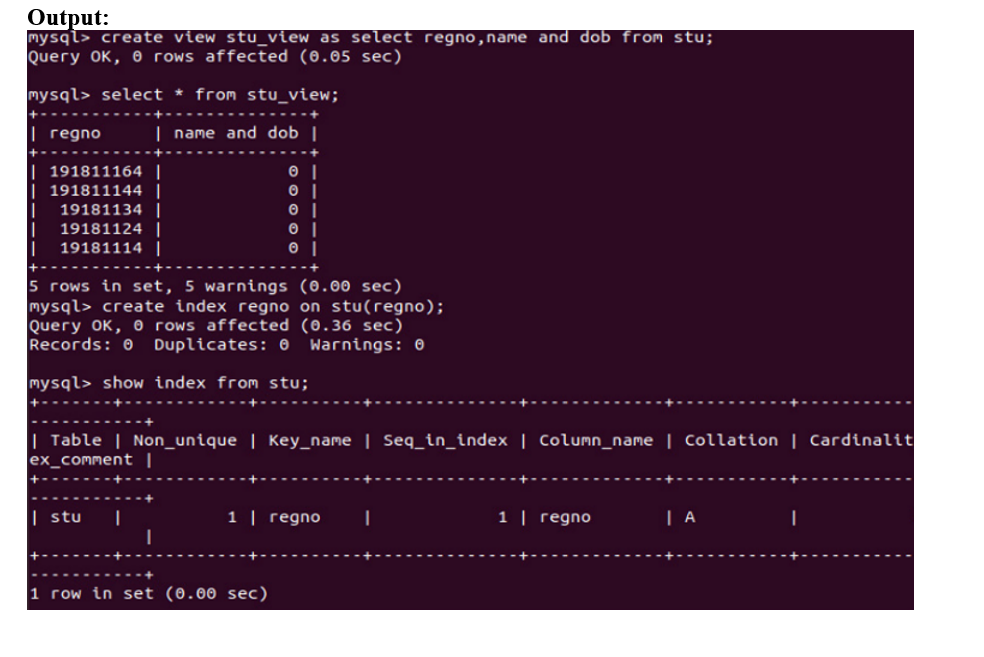 Output:
mysql> create view stu_view as select regno,name and dob from stu;
Query OK, 0 rows affected (0.05 sec)
mysql> select * from stu_view;
+-----------+--------------+
| regno     | name and dob |
+-----------+--------------+
| 191811164 |            0 |
| 191811144 |            0 |
|  19181134 |            0 |
|  19181124 |            0 |
|  19181114 |            0 |
+-----------+--------------+
5 rows in set, 5 warnings (0.00 sec)
mysql> create index regno on stu(regno);
Query OK, 0 rows affected (0.36 sec)
Records: 0  Duplicates: 0  Warnings: 0
mysql> show index from stu;
+-------+------------+----------+--------------+-------------+-----------+-----------
-----------+
| Table | Non_unique | Key_name | Seq_in_index | Column_name | Collation | Cardinalit
ex_comment |
+-------+------------+----------+--------------+-------------+-----------+-----------
-----------+
| stu   |          1 | regno    |            1 | regno       | A         |
           |
+-------+------------+----------+--------------+-------------+-----------+-----------
-----------+
1 row in set (0.00 sec)